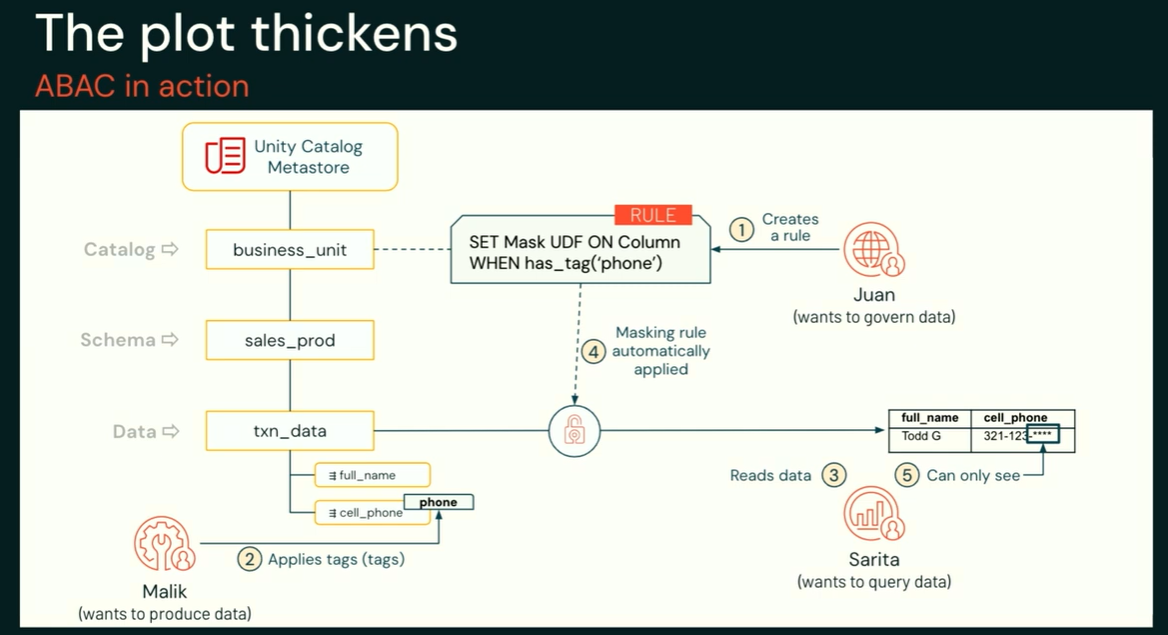 The plot thickens
ABAC in action
Unity Catalog
Metastore
Catalog
business_unit
RULE
SET Mask UDF ON Column
WHEN has_tag(‘phone’)
1
Creates
a rule
Juan
(wants to govern data)
Schema
sales_prod
4
Masking rule
automatically
applied
Data
txn_data
full_name
cell_phone
phone
full_name cell_phone
Todd G 321-123-****
Reads data 3
5 Can only see
2 Applies tags (tags)
Malik
(wants to produce data)
Sarita
(wants to query data)